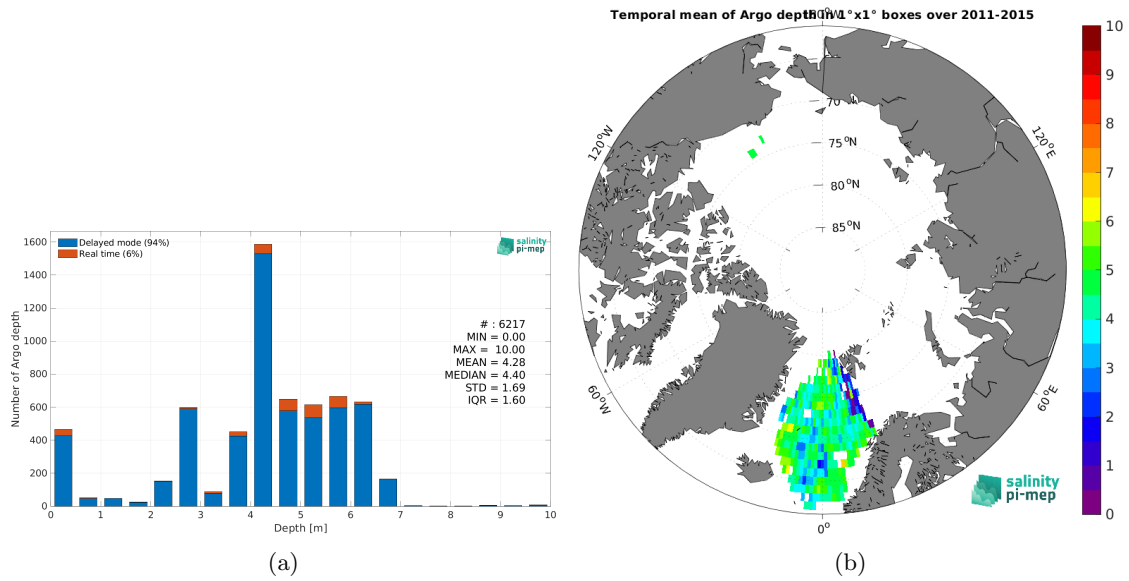 Temporal mean of Argo depth in 1°x1° boxes over 2011-2015
Delayed mode (94%)
Real time (6%)
salinity
pi-mep
# : 6217
MIN = 0.00
MAX = 10.00
MEAN = 4.28
MEDIAN = 4.40
STD = 1.69
IQR = 1.60
Number of Argo depth
1600
1400
1200
1000
800
600
400
200
0
0 1 2 3 4 5 6 7 8 9 10
Depth [m]
(a)
180°W
120°W
120°E
60°W
60°E
0°
75°N
80°N
85°N
salinity
pi-mep
10
9
8
7
6
5
4
3
2
1
0
(b)